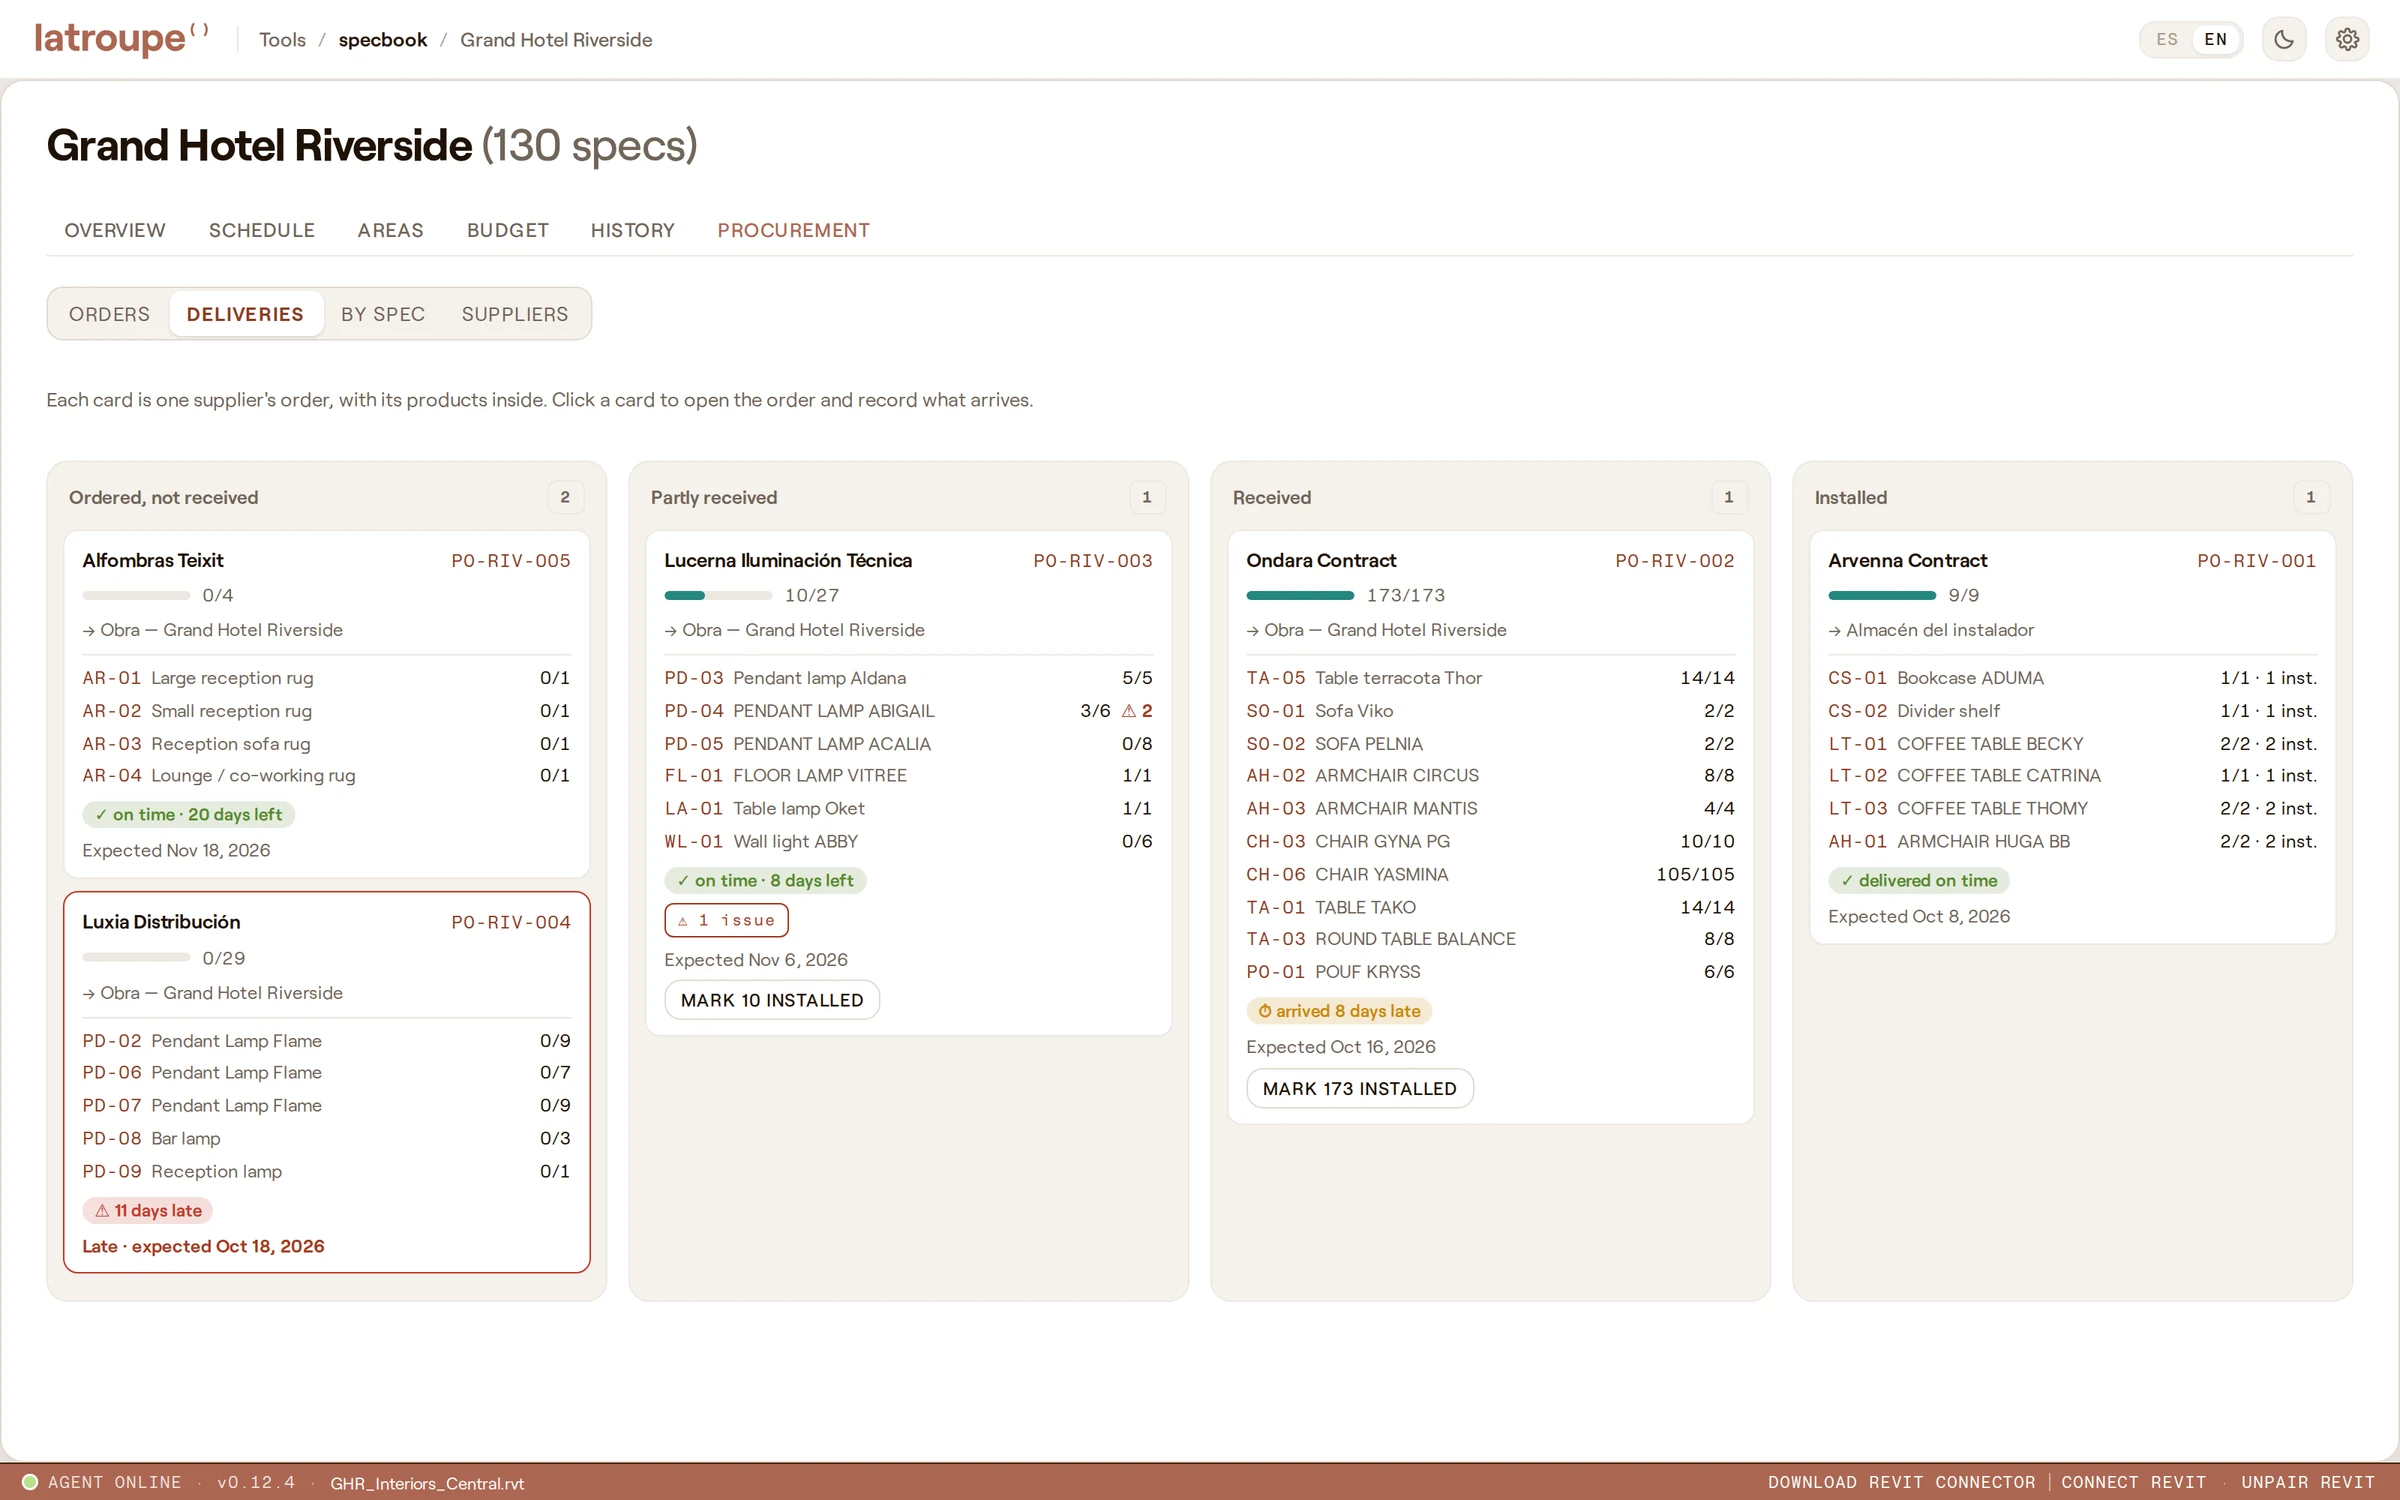 latroupe ( )
Tools / specbook / Grand Hotel Riverside
ES EN
Grand Hotel Riverside (130 specs)
OVERVIEW SCHEDULE AREAS BUDGET HISTORY PROCUREMENT
ORDERS DELIVERIES BY SPEC SUPPLIERS
Each card is one supplier's order, with its products inside. Click a card to open the order and record what arrives.
Ordered, not received 2
Alfombras Teixit PO-RIV-005
0/4
→ Obra — Grand Hotel Riverside
AR-01 Large reception rug 0/1
AR-02 Small reception rug 0/1
AR-03 Reception sofa rug 0/1
AR-04 Lounge / co-working rug 0/1
✓ on time · 20 days left
Expected Nov 18, 2026
Luxia Distribución PO-RIV-004
0/29
→ Obra — Grand Hotel Riverside
PD-02 Pendant Lamp Flame 0/9
PD-06 Pendant Lamp Flame 0/7
PD-07 Pendant Lamp Flame 0/9
PD-08 Bar lamp 0/3
PD-09 Reception lamp 0/1
⚠ 11 days late
Late · expected Oct 18, 2026
Partly received 1
Lucerna Iluminación Técnica PO-RIV-003
10/27
→ Obra — Grand Hotel Riverside
PD-03 Pendant lamp Aldana 5/5
PD-04 PENDANT LAMP ABIGAIL 3/6 ⚠ 2
PD-05 PENDANT LAMP ACALIA 0/8
FL-01 FLOOR LAMP VITREE 1/1
LA-01 Table lamp Oket 1/1
WL-01 Wall light ABBY 0/6
✓ on time · 8 days left
⚠ 1 issue
Expected Nov 6, 2026
MARK 10 INSTALLED
Received 1
Ondara Contract PO-RIV-002
173/173
→ Obra — Grand Hotel Riverside
TA-05 Table terracota Thor 14/14
SO-01 Sofa Viko 2/2
SO-02 SOFA PELNIA 2/2
AH-02 ARMCHAIR CIRCUS 8/8
AH-03 ARMCHAIR MANTIS 4/4
CH-03 CHAIR GYNA PG 10/10
CH-06 CHAIR YASMINA 105/105
TA-01 TABLE TAKO 14/14
TA-03 ROUND TABLE BALANCE 8/8
PO-01 POUF KRYSS 6/6
⏱ arrived 8 days late
Expected Oct 16, 2026
MARK 173 INSTALLED
Installed 1
Arvenna Contract PO-RIV-001
9/9
→ Almacén del instalador
CS-01 Bookcase ADUMA 1/1 · 1 inst.
CS-02 Divider shelf 1/1 · 1 inst.
LT-01 COFFEE TABLE BECKY 2/2 · 2 inst.
LT-02 COFFEE TABLE CATRINA 1/1 · 1 inst.
LT-03 COFFEE TABLE THOMY 2/2 · 2 inst.
AH-01 ARMCHAIR HUGA BB 2/2 · 2 inst.
✓ delivered on time
Expected Oct 8, 2026
AGENT ONLINE · v0.12.4 · GHR_Interiors_Central.rvt
DOWNLOAD REVIT CONNECTOR | CONNECT REVIT · UNPAIR REVIT